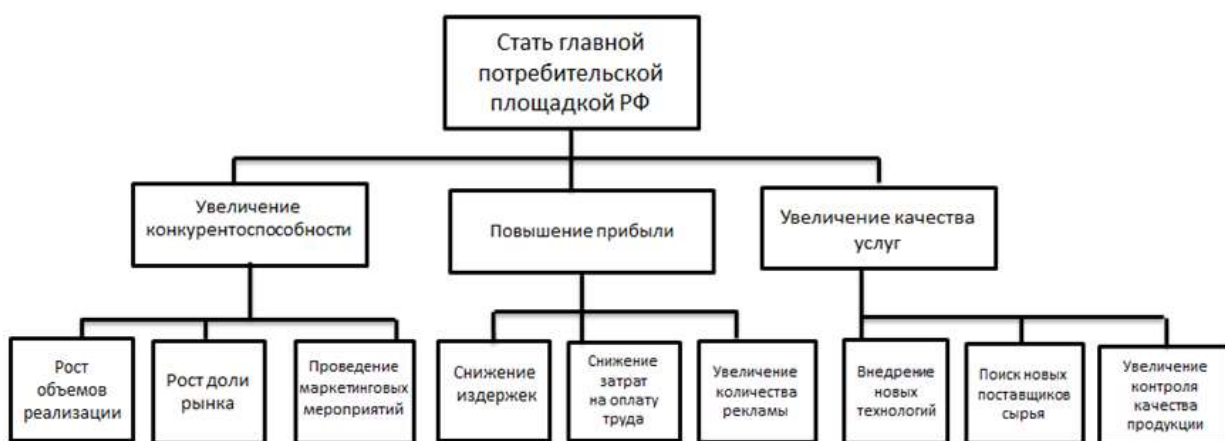 Стать главной
потребительской
площадкой РФ
Увеличение
конкурентоспособности
Повышение прибыли
Увеличение качества
услуг
Рост
объемов
реализации
Рост доли
рынка
Проведение
маркетинговых
мероприятий
Снижение
издержек
Снижение
затрат
на оплату
труда
Увеличение
количества
рекламы
Внедрение
новых
технологий
Поиск новых
поставщиков
сырья
Увеличение
контроля
качества
продукции